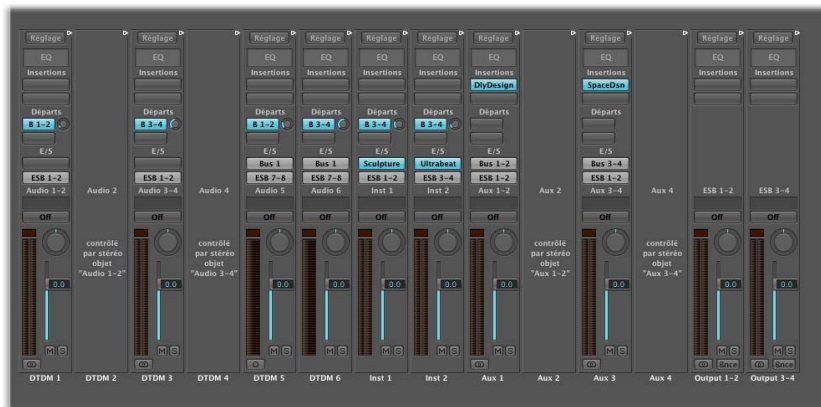 Réglage Réglage Réglage Réglage Réglage Réglage Réglage Réglage Réglage Réglage
EQ EQ EQ EQ EQ EQ EQ EQ EQ EQ
Insertions Insertions Insertions Insertions Insertions Insertions Insertions Insertions Insertions Insertions
DlyDesign SpaceDsn
Départs Départs Départs Départs Départs Départs Départs Départs
B 1-2 B 3-4 B 1-2 B 3-4 B 3-4 B 3-4
E/S E/S E/S E/S E/S E/S E/S E/S
Bus 1 Bus 1 Sculpture Ultrabeat Bus 1-2 Bus 3-4
ESB 1-2 ESB 1-2 ESB 7-8 ESB 7-8 ESB 1-2 ESB 3-4 ESB 1-2 ESB 1-2
Audio 1-2 Audio 2 Audio 3-4 Audio 4 Audio 5 Audio 6 Inst 1 Inst 2 Aux 1-2 Aux 2 Aux 3-4 Aux 4 ESB 1-2 ESB 3-4
Off Off Off Off Off Off Off Off Off Off
contrôlé contrôlé contrôlé contrôlé
par stéréo par stéréo par stéréo par stéréo
objet objet objet objet
"Audio 1-2" "Audio 3-4" "Aux 1-2" "Aux 3-4"
0.0 0.0 0.0 0.0 0.0 0.0 0.0 0.0 0.0 0.0
M S M S M S M S M S M S M S M S M S M S
Bnce Bnce
DTDM 1 DTDM 2 DTDM 3 DTDM 4 DTDM 5 DTDM 6 Inst 1 Inst 2 Aux 1 Aux 2 Aux 3 Aux 4 Output 1-2 Output 3-4